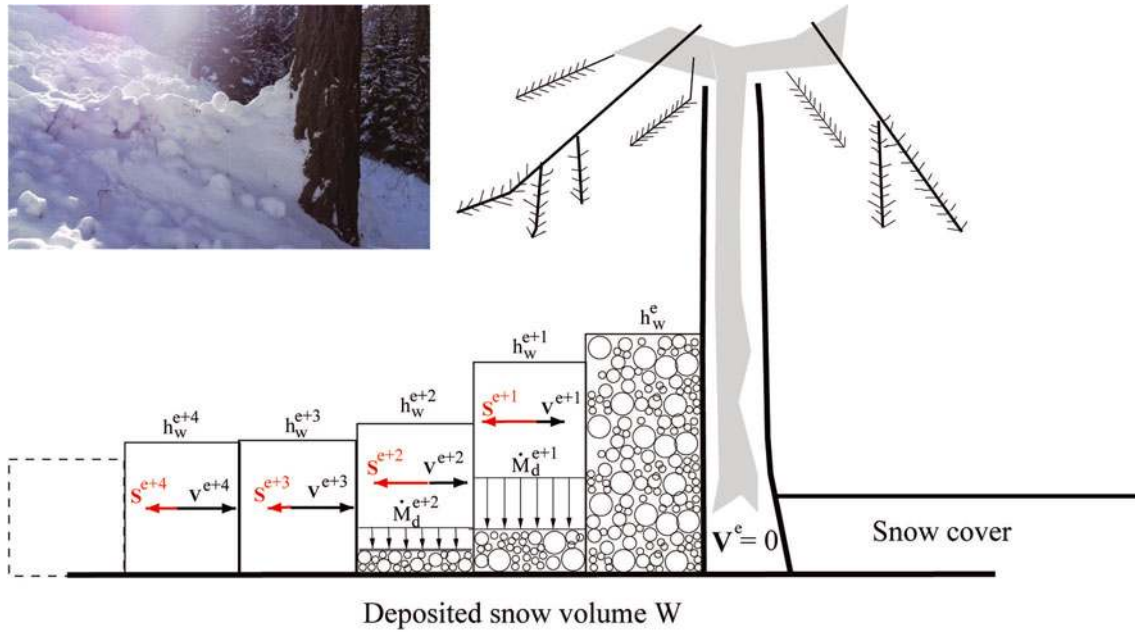 h_w^e
h_w^{e+1}
h_w^{e+2}
h_w^{e+3}
h_w^{e+4}
S^{e+1} V^{e+1}
S^{e+2} V^{e+2}
S^{e+3} V^{e+3}
S^{e+4} V^{e+4}
Ṁ_d^{e+1}
Ṁ_d^{e+2}
V^e = 0
Snow cover
Deposited snow volume W